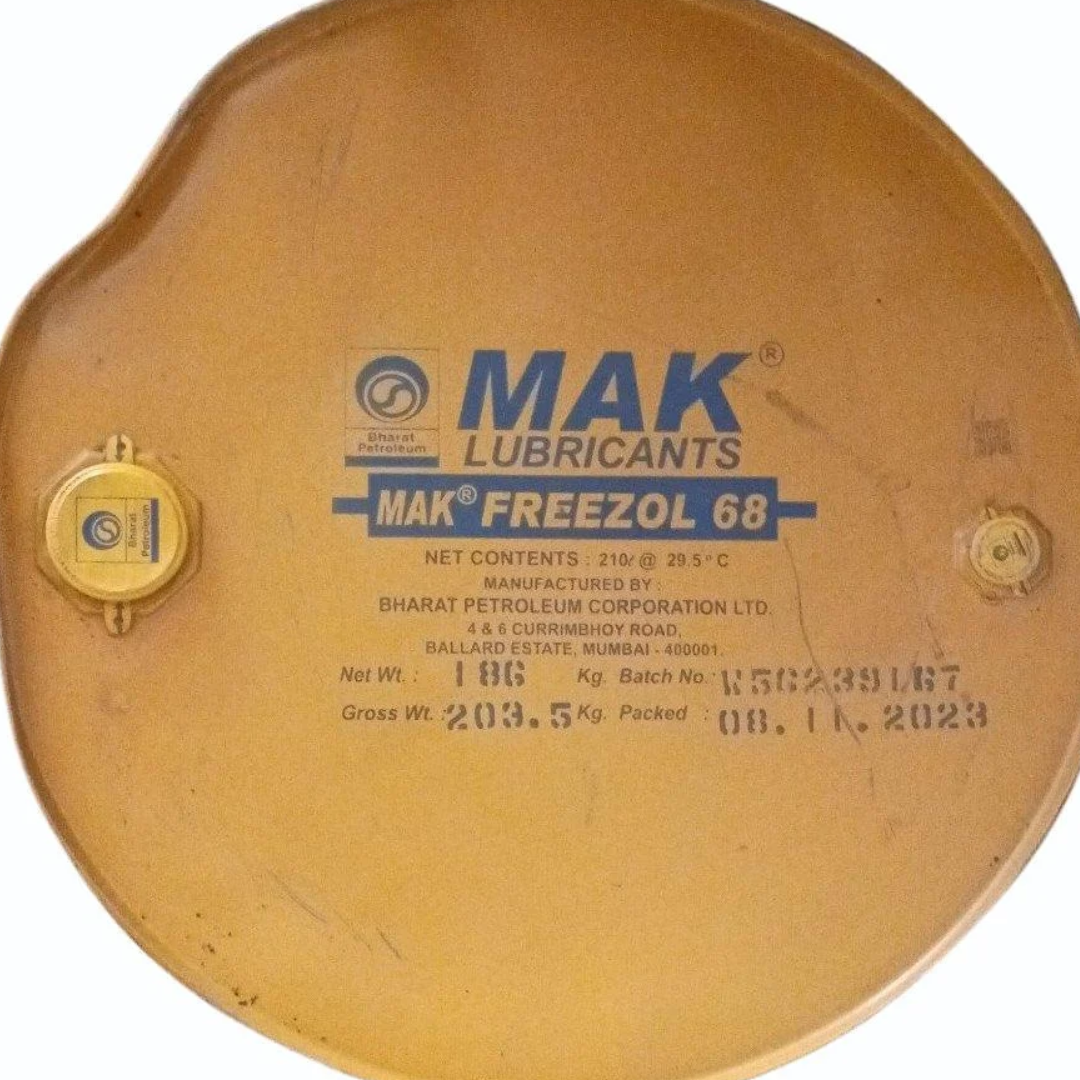 Bharat
Petroleum
MAK®
LUBRICANTS
MAK® FREEZOL 68
NET CONTENTS : 210ℓ @ 29.5°C
MANUFACTURED BY :
BHARAT PETROLEUM CORPORATION LTD.
4 & 6 CURRIMBHOY ROAD,
BALLARD ESTATE, MUMBAI - 400001.
Net Wt. : 186 Kg. Batch No.
Gross Wt. : 203.5 Kg. Packed : 08.11.2023
Bharat
Petroleum